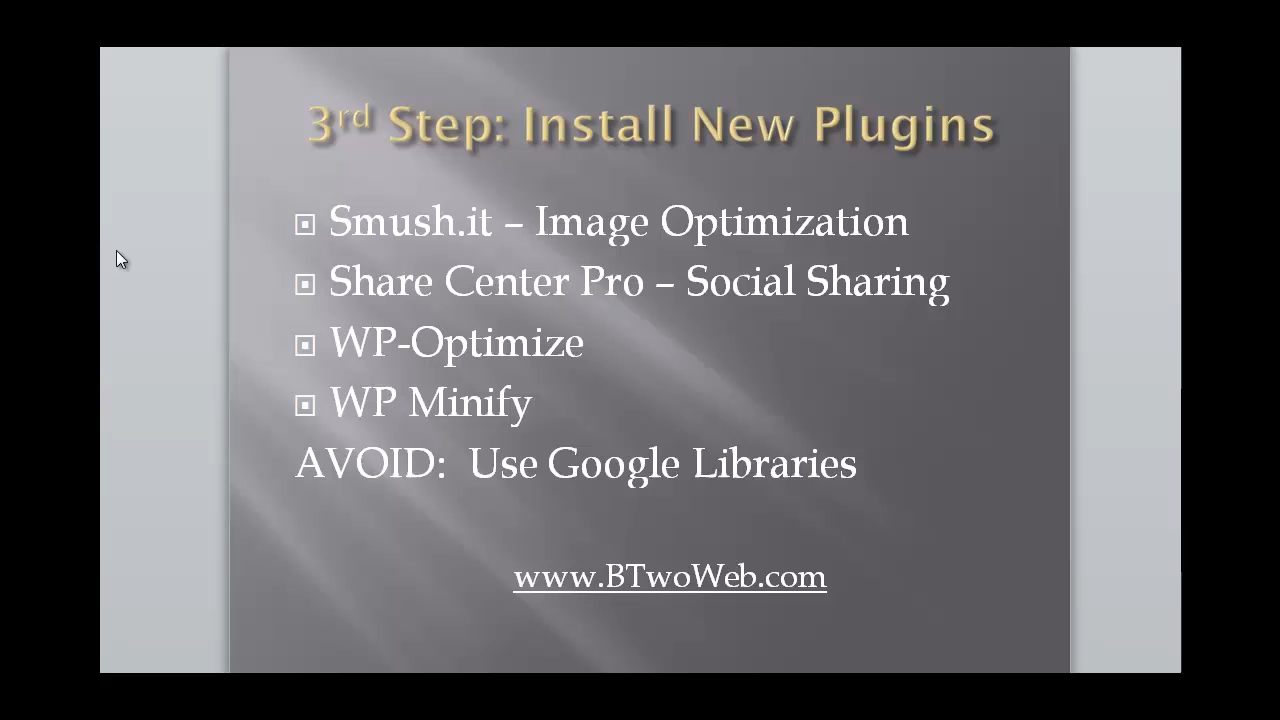 3rd Step: Install New Plugins
Smush.it – Image Optimization
Share Center Pro – Social Sharing
WP-Optimize
WP Minify
AVOID:  Use Google Libraries
www.BTwoWeb.com